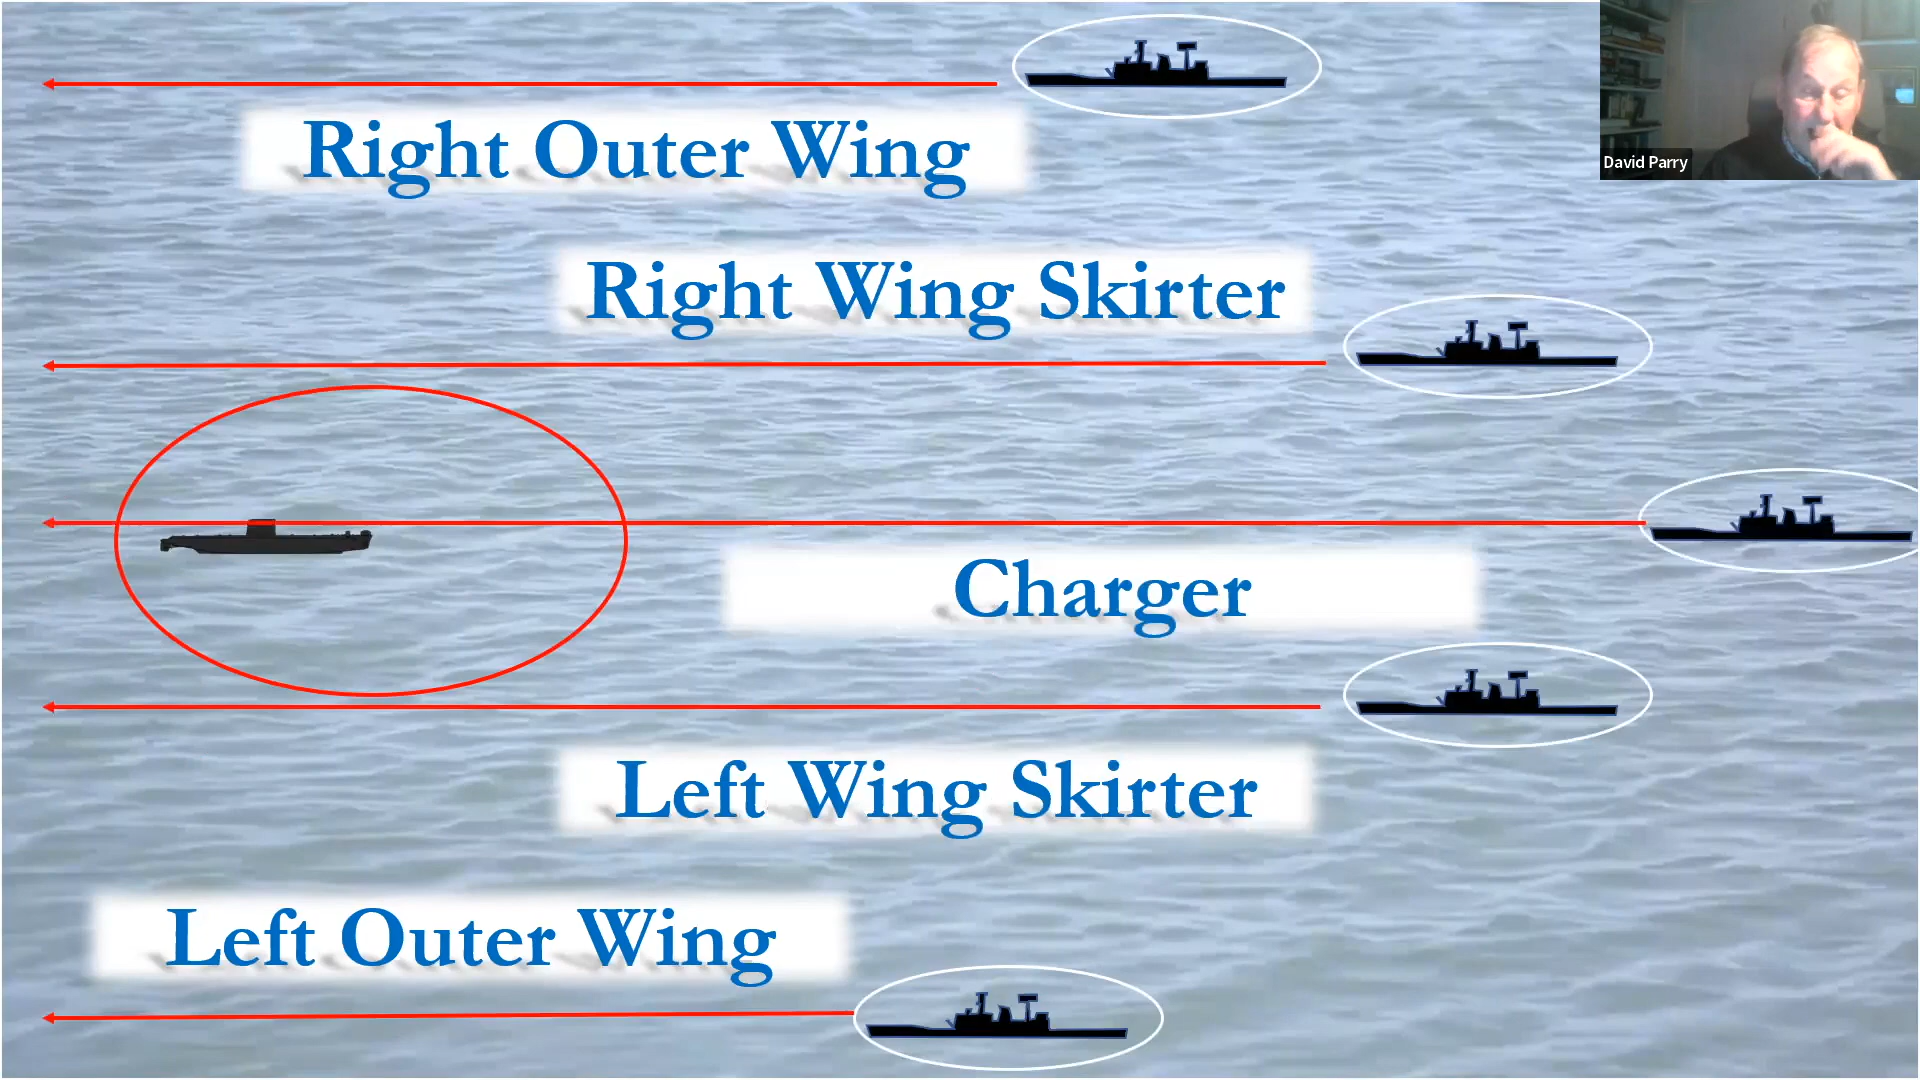 Right Outer Wing
David Parry
Right Wing Skirter
Charger
Left Wing Skirter
Left Outer Wing